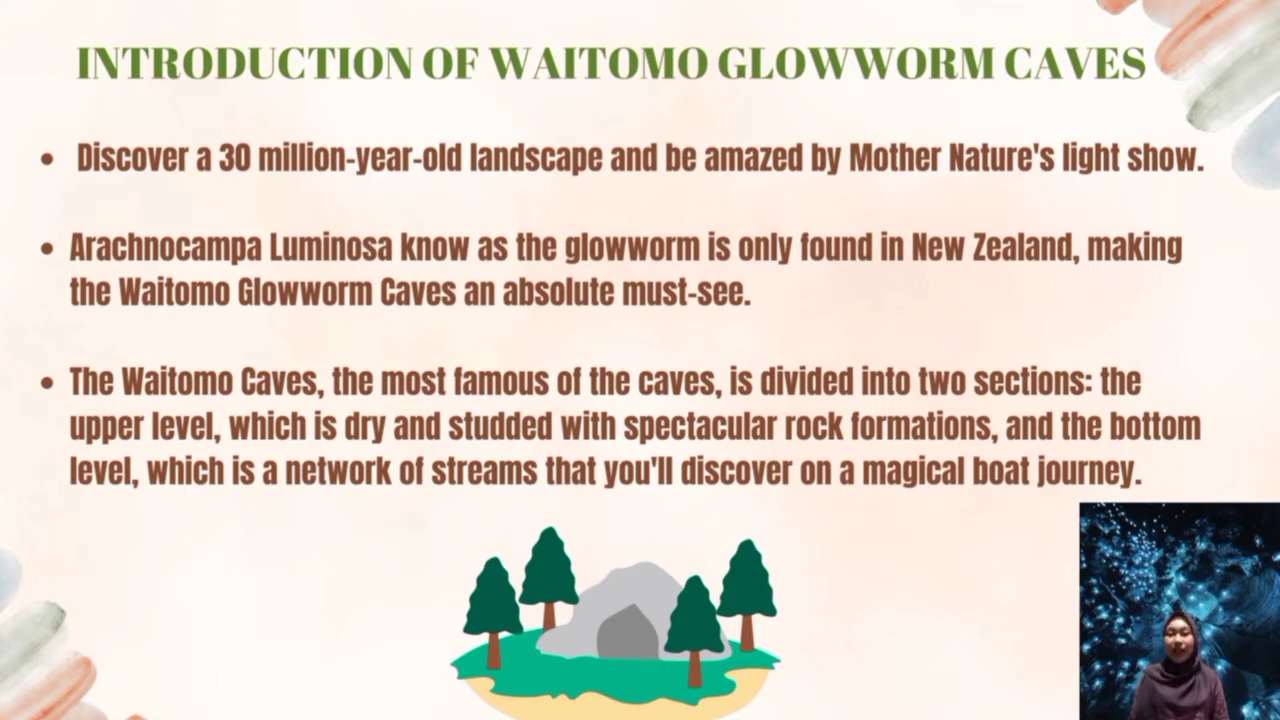 INTRODUCTION OF WAITOMO GLOWWORM CAVES
• Discover a 30 million-year-old landscape and be amazed by Mother Nature's light show.
• Arachnocampa Luminosa know as the glowworm is only found in New Zealand, making
the Waitomo Glowworm Caves an absolute must-see.
• The Waitomo Caves, the most famous of the caves, is divided into two sections: the
upper level, which is dry and studded with spectacular rock formations, and the bottom
level, which is a network of streams that you'll discover on a magical boat journey.